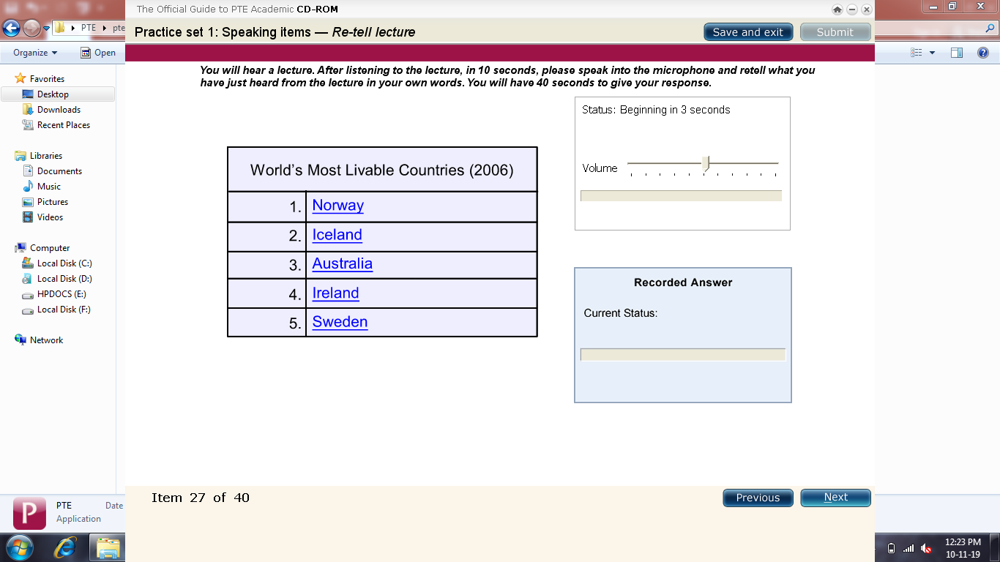 The Official Guide to PTE Academic CD-ROM
PTE
pte
Practice set 1: Speaking items — Re-tell lecture
Save and exit
Submit
Organize
Open
You will hear a lecture. After listening to the lecture, in 10 seconds, please speak into the microphone and retell what you
have just heard from the lecture in your own words. You will have 40 seconds to give your response.
Favorites
Desktop
Downloads
Recent Places
Libraries
Documents
Music
Pictures
Videos
Computer
Local Disk (C:)
Local Disk (D:)
HPDOCS (E:)
Local Disk (F:)
Network
World's Most Livable Countries (2006)
1. Norway
2. Iceland
3. Australia
4. Ireland
5. Sweden
Status: Beginning in 3 seconds
Volume
Recorded Answer
Current Status:
Item 27 of 40
Previous
Next
P
PTE
Date
Application
12:23 PM
10-11-19